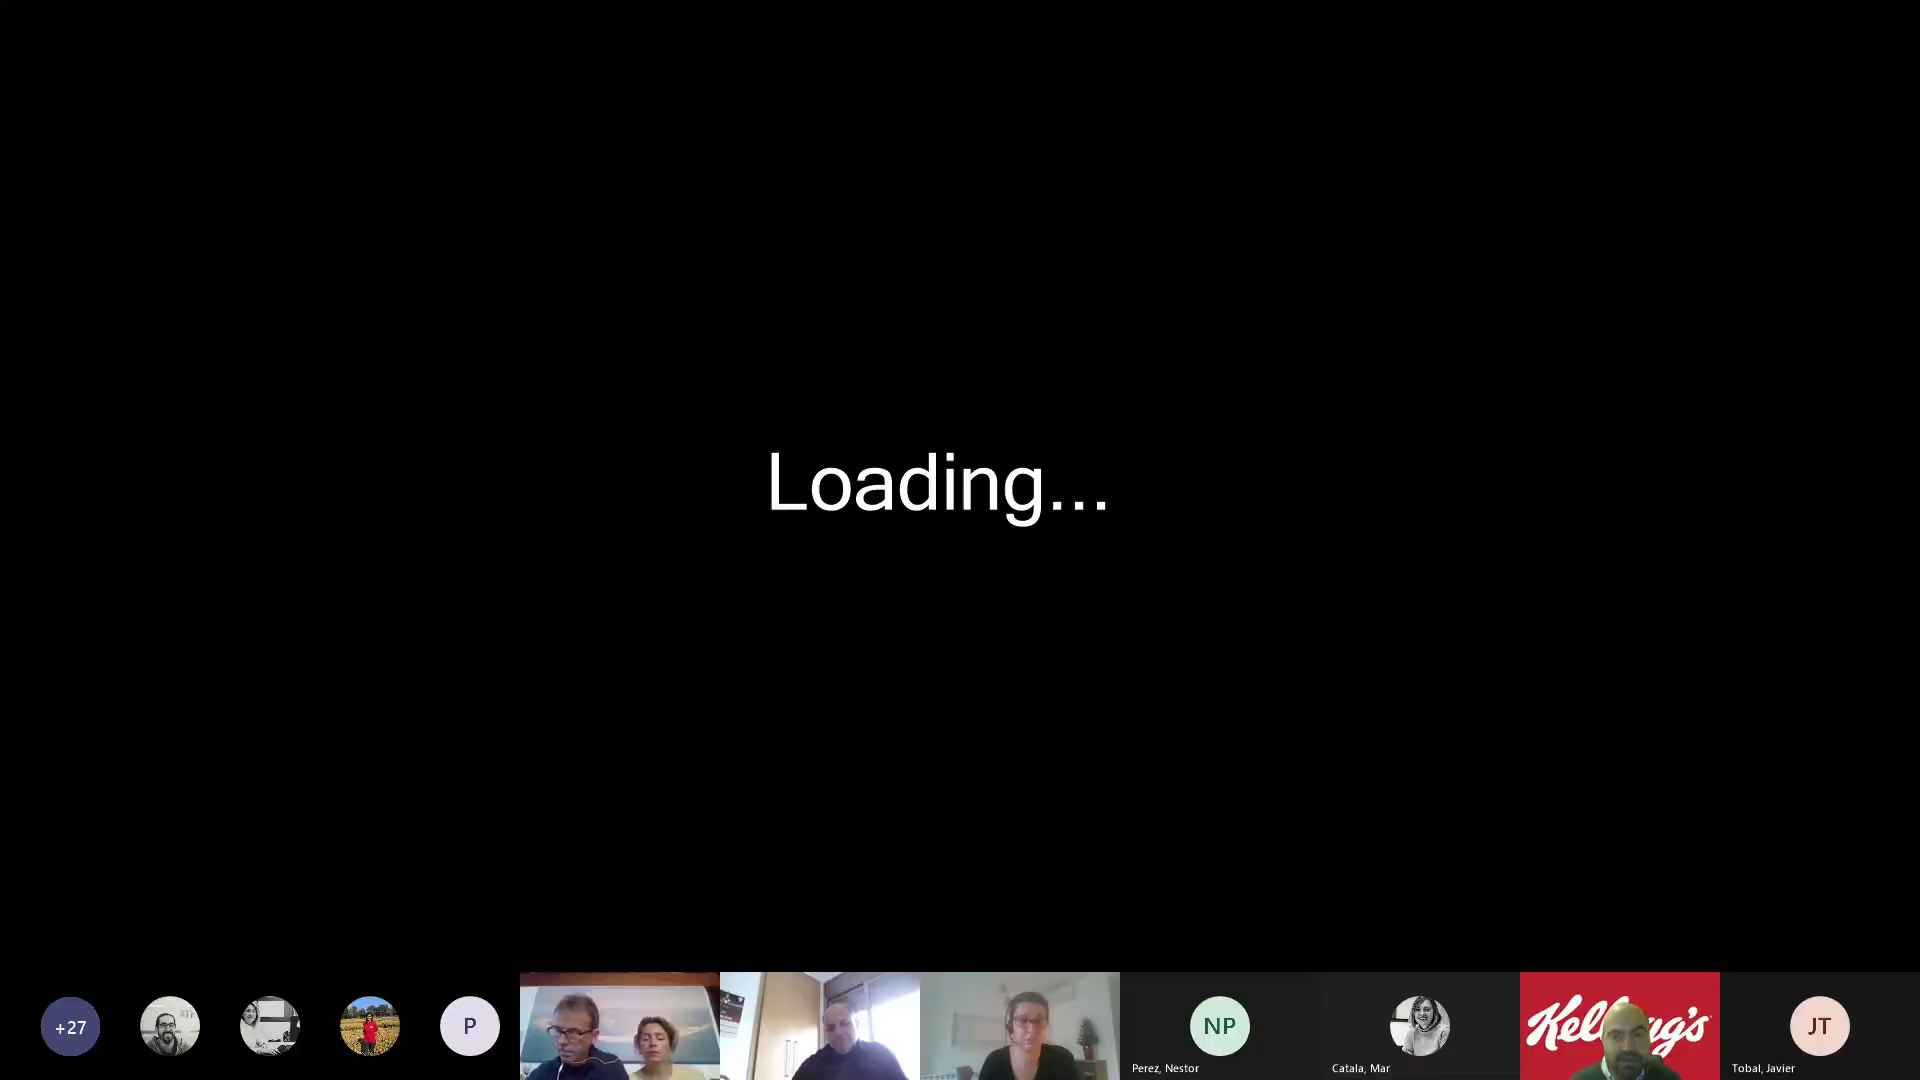 Loading...
+27
P
NP
Perez, Nestor
Catala, Mar
Kellogg's
JT
Tobal, Javier